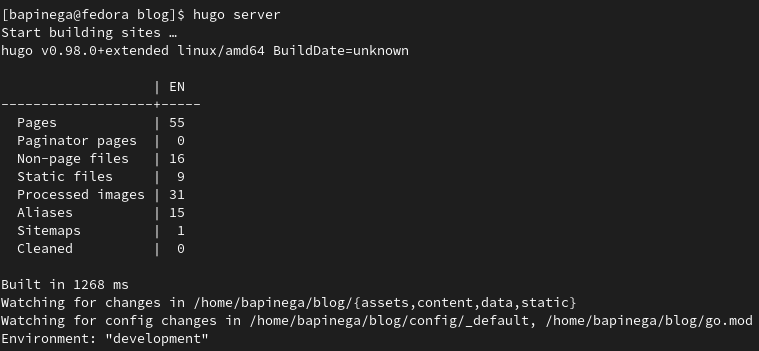 [bapinega@fedora blog]$ hugo server
Start building sites …
hugo v0.98.0+extended linux/amd64 BuildDate=unknown
                   | EN
-------------------+-----
  Pages            | 55
  Paginator pages  |  0
  Non-page files   | 16
  Static files     |  9
  Processed images | 31
  Aliases          | 15
  Sitemaps         |  1
  Cleaned          |  0
Built in 1268 ms
Watching for changes in /home/bapinega/blog/{assets,content,data,static}
Watching for config changes in /home/bapinega/blog/config/_default, /home/bapinega/blog/go.mod
Environment: "development"